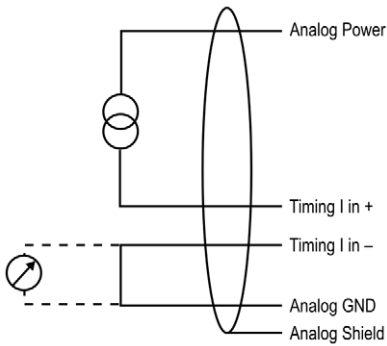 Analog Power
Timing I in +
Timing I in –
Analog GND
Analog Shield